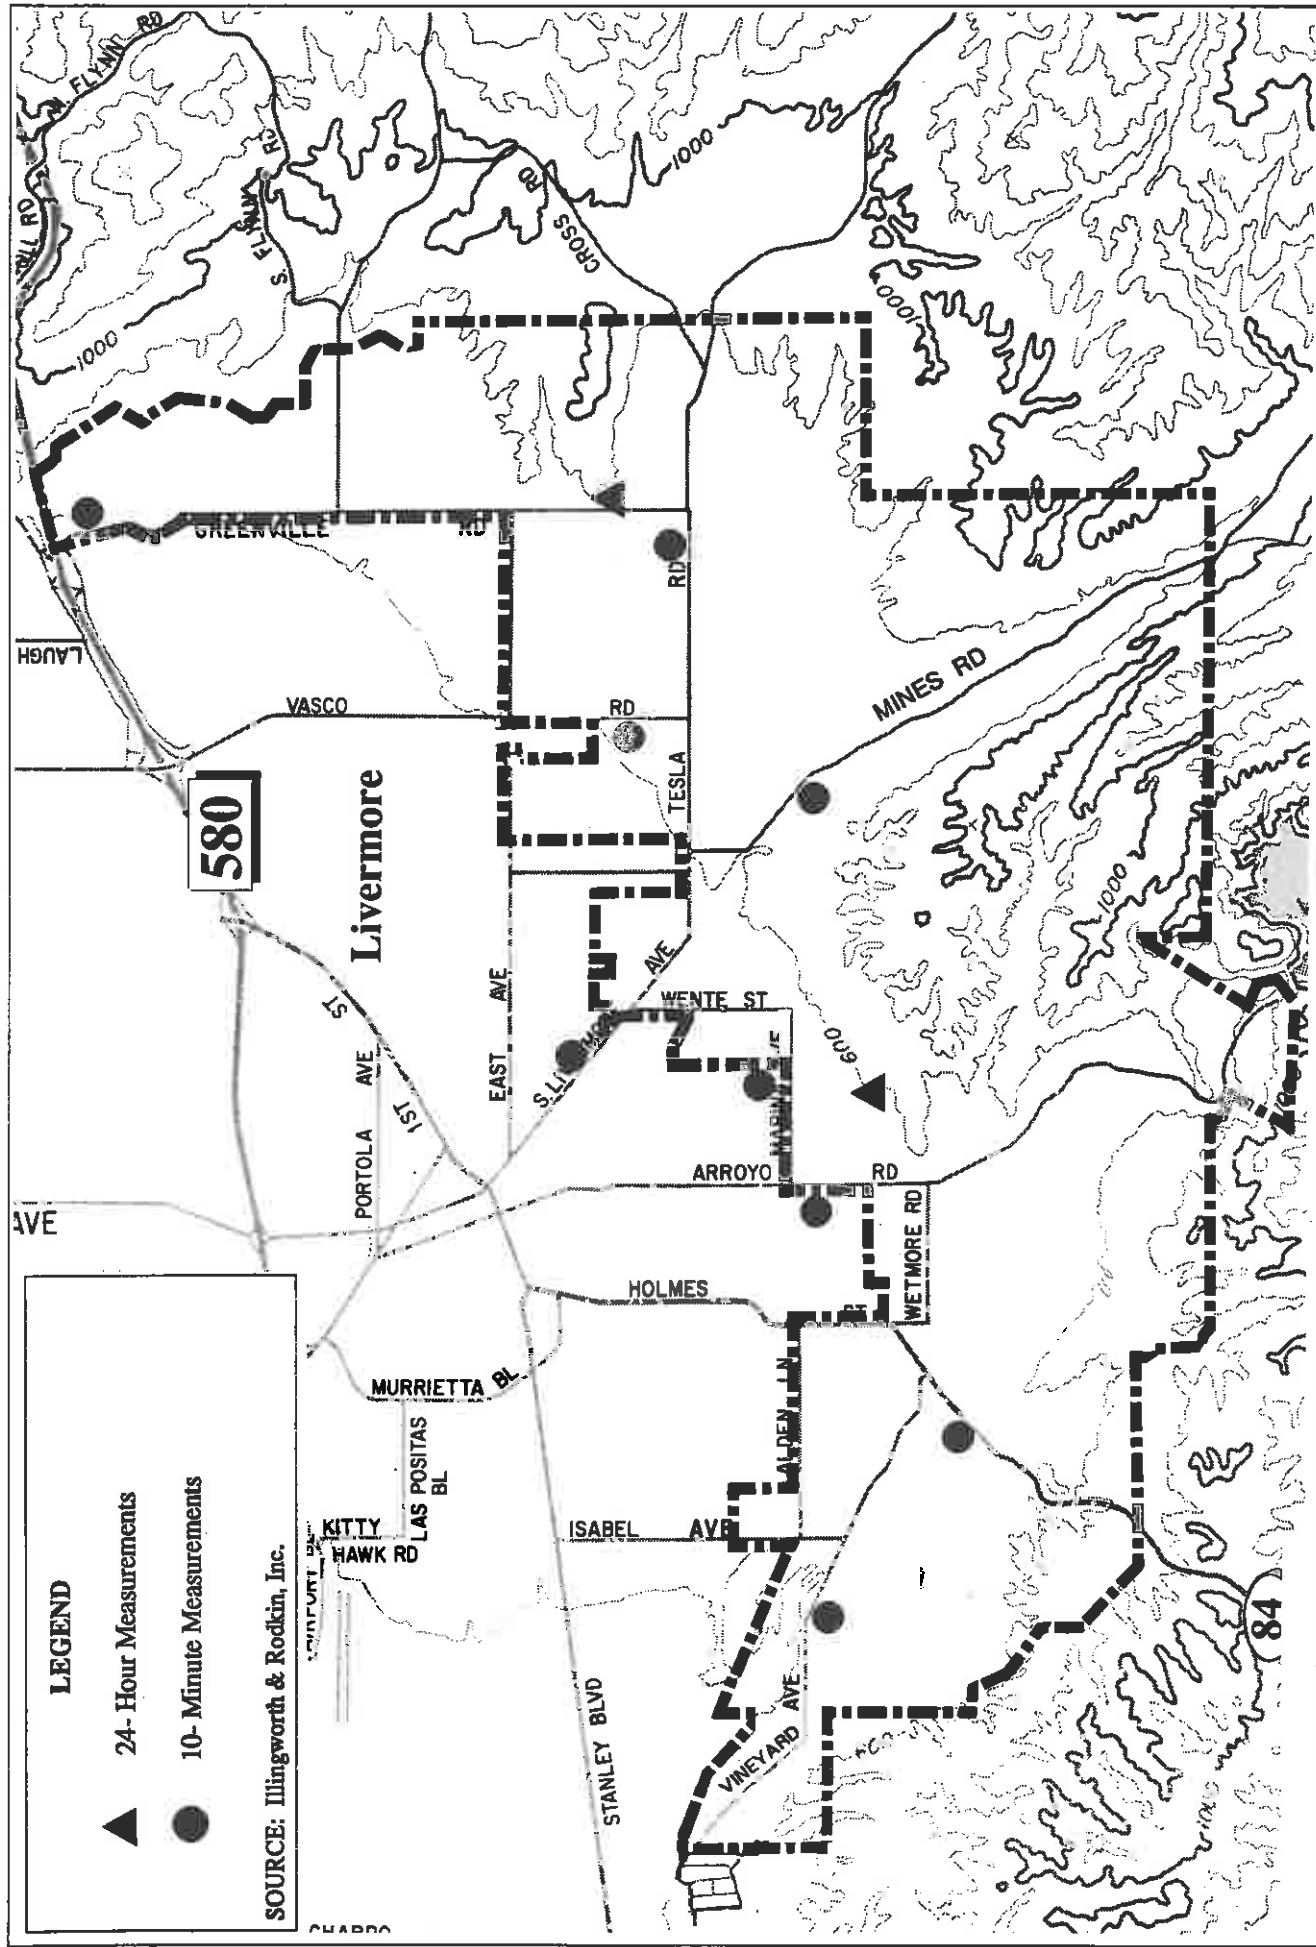 LEGEND
24- Hour Measurements
10- Minute Measurements
SOURCE: Illingworth & Rodkin, Inc.
580
Livermore
AVE
LAUGH
N. FLYNN RD
RD
S. FLYNN RD
1000
GREENVILLE RD
VASCO RD
CROSS RD
1000
TESLA RD
MINES RD
1000
1000
EAST AVE
1ST ST
PORTOLA AVE
AVE
WENTE ST
ARROYO RD
WETMORE RD
HOLMES ST
MURRIETTA BL
LAS POSITAS BL
KITTY HAWK RD
ISABEL AVE
ALDEN LN
STANLEY BLVD
VINEYARD AVE
600
84